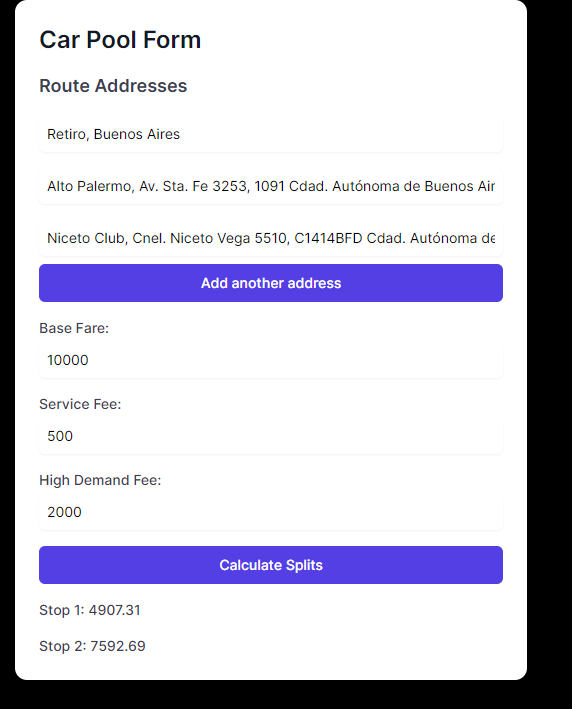 Car Pool Form
Route Addresses
Retiro, Buenos Aires
Alto Palermo, Av. Sta. Fe 3253, 1091 Cdad. Autónoma de Buenos Air
Niceto Club, Cnel. Niceto Vega 5510, C1414BFD Cdad. Autónoma de
Add another address
Base Fare:
10000
Service Fee:
500
High Demand Fee:
2000
Calculate Splits
Stop 1: 4907.31
Stop 2: 7592.69